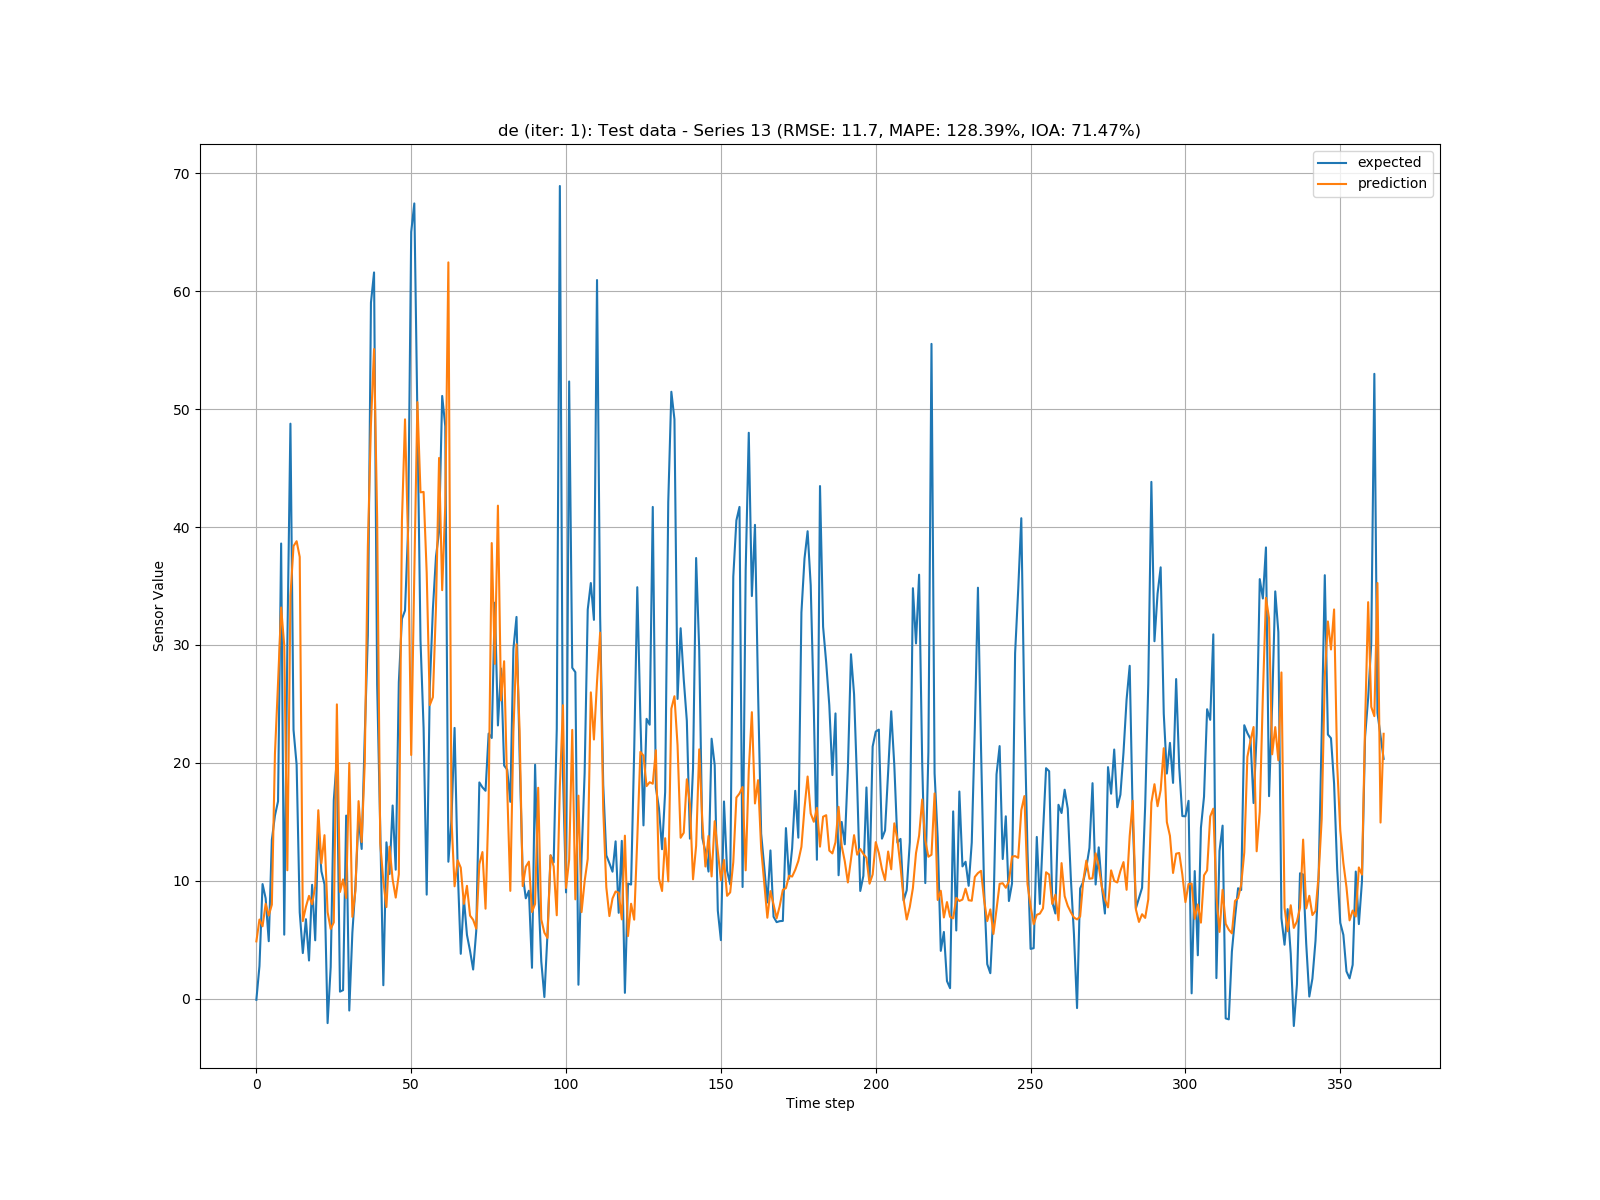 de (iter: 1): Test data - Series 13 (RMSE: 11.7, MAPE: 128.39%, IOA: 71.47%)
expected
prediction
70
60
50
40
30
20
10
0
Sensor Value
0 50 100 150 200 250 300 350
Time step